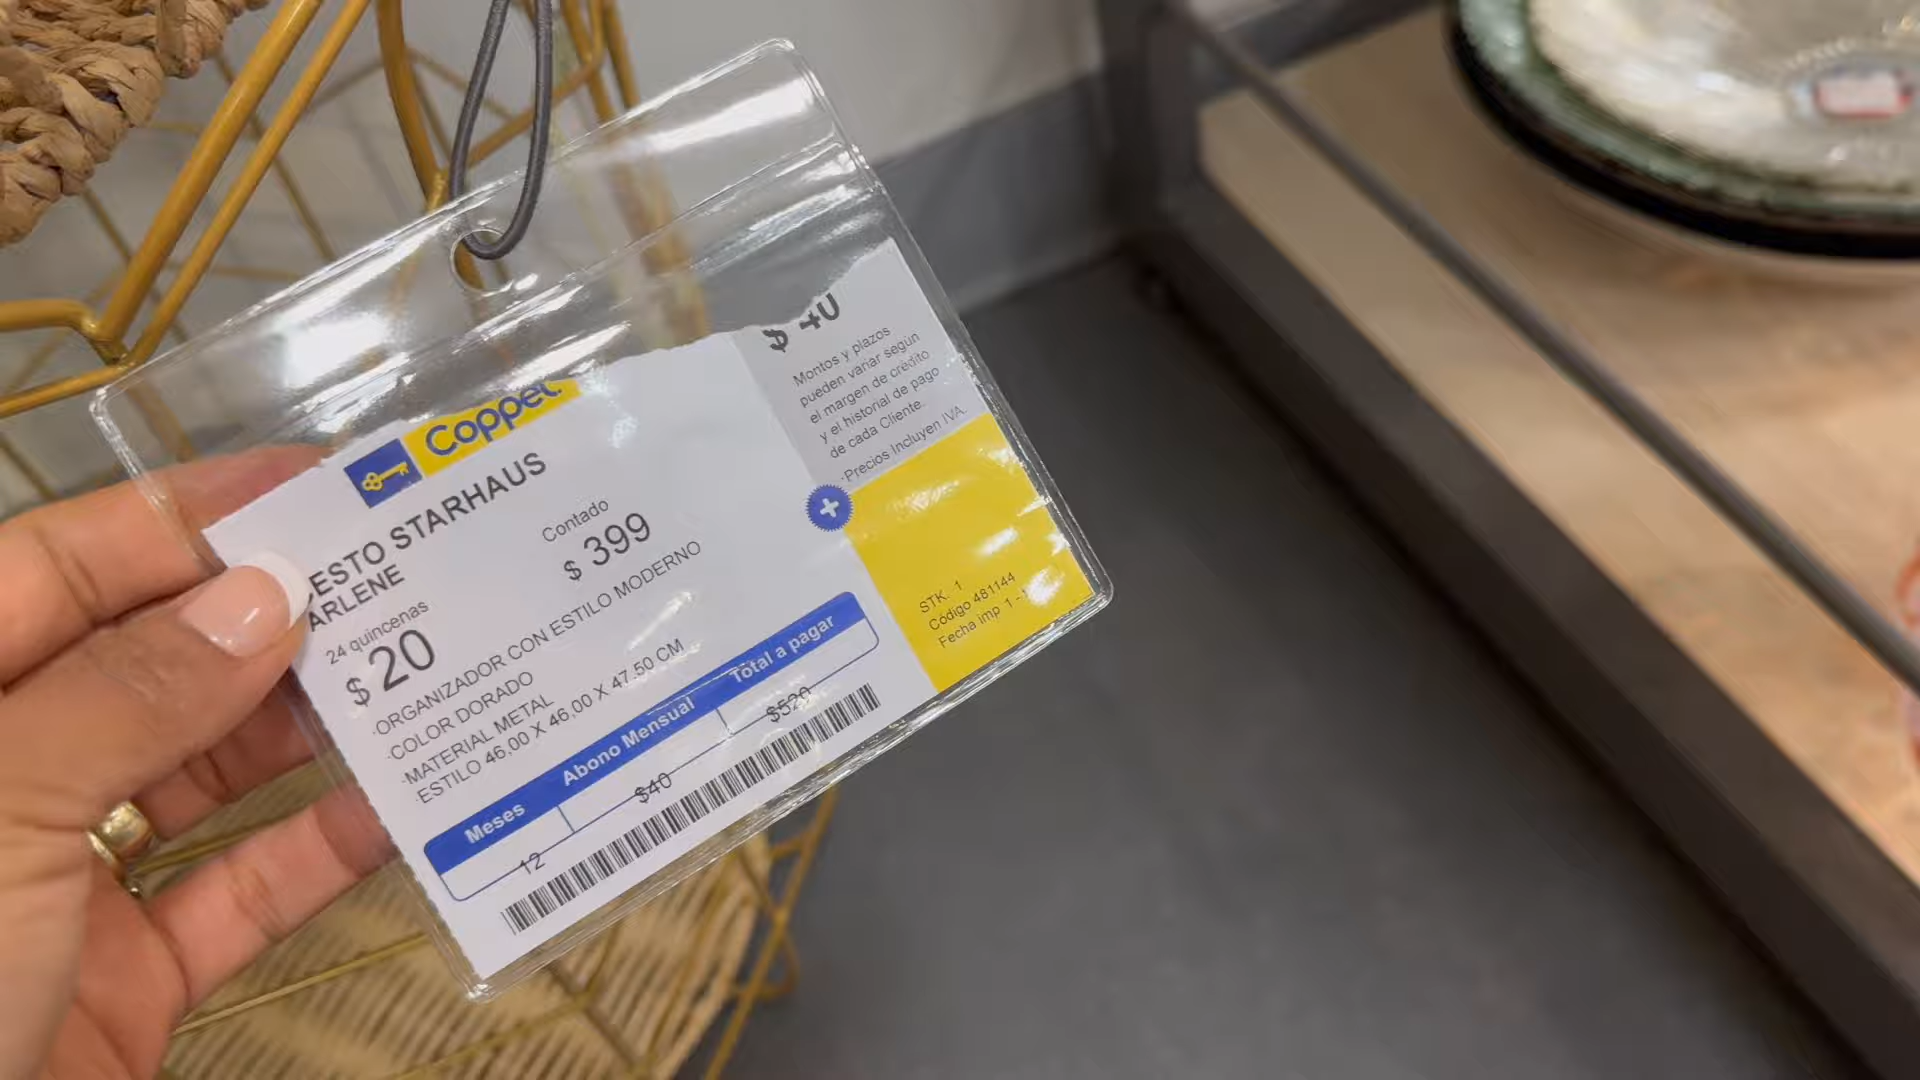 Coppel.
CESTO STARHAUS
ARLENE
Contado
$ 399
24 quincenas
$ 20
·ORGANIZADOR CON ESTILO MODERNO
·COLOR DORADO
·MATERIAL METAL
·ESTILO 46,00 X 46,00 X 47.50 CM
Meses Abono Mensual Total a pagar
12 $40 $520
$ 40
Montos y plazos
pueden variar según
el margen de crédito
y el historial de pago
de cada Cliente.
·Precios Incluyen IVA.
+
STK. 1
Código 481144
Fecha imp 1 -